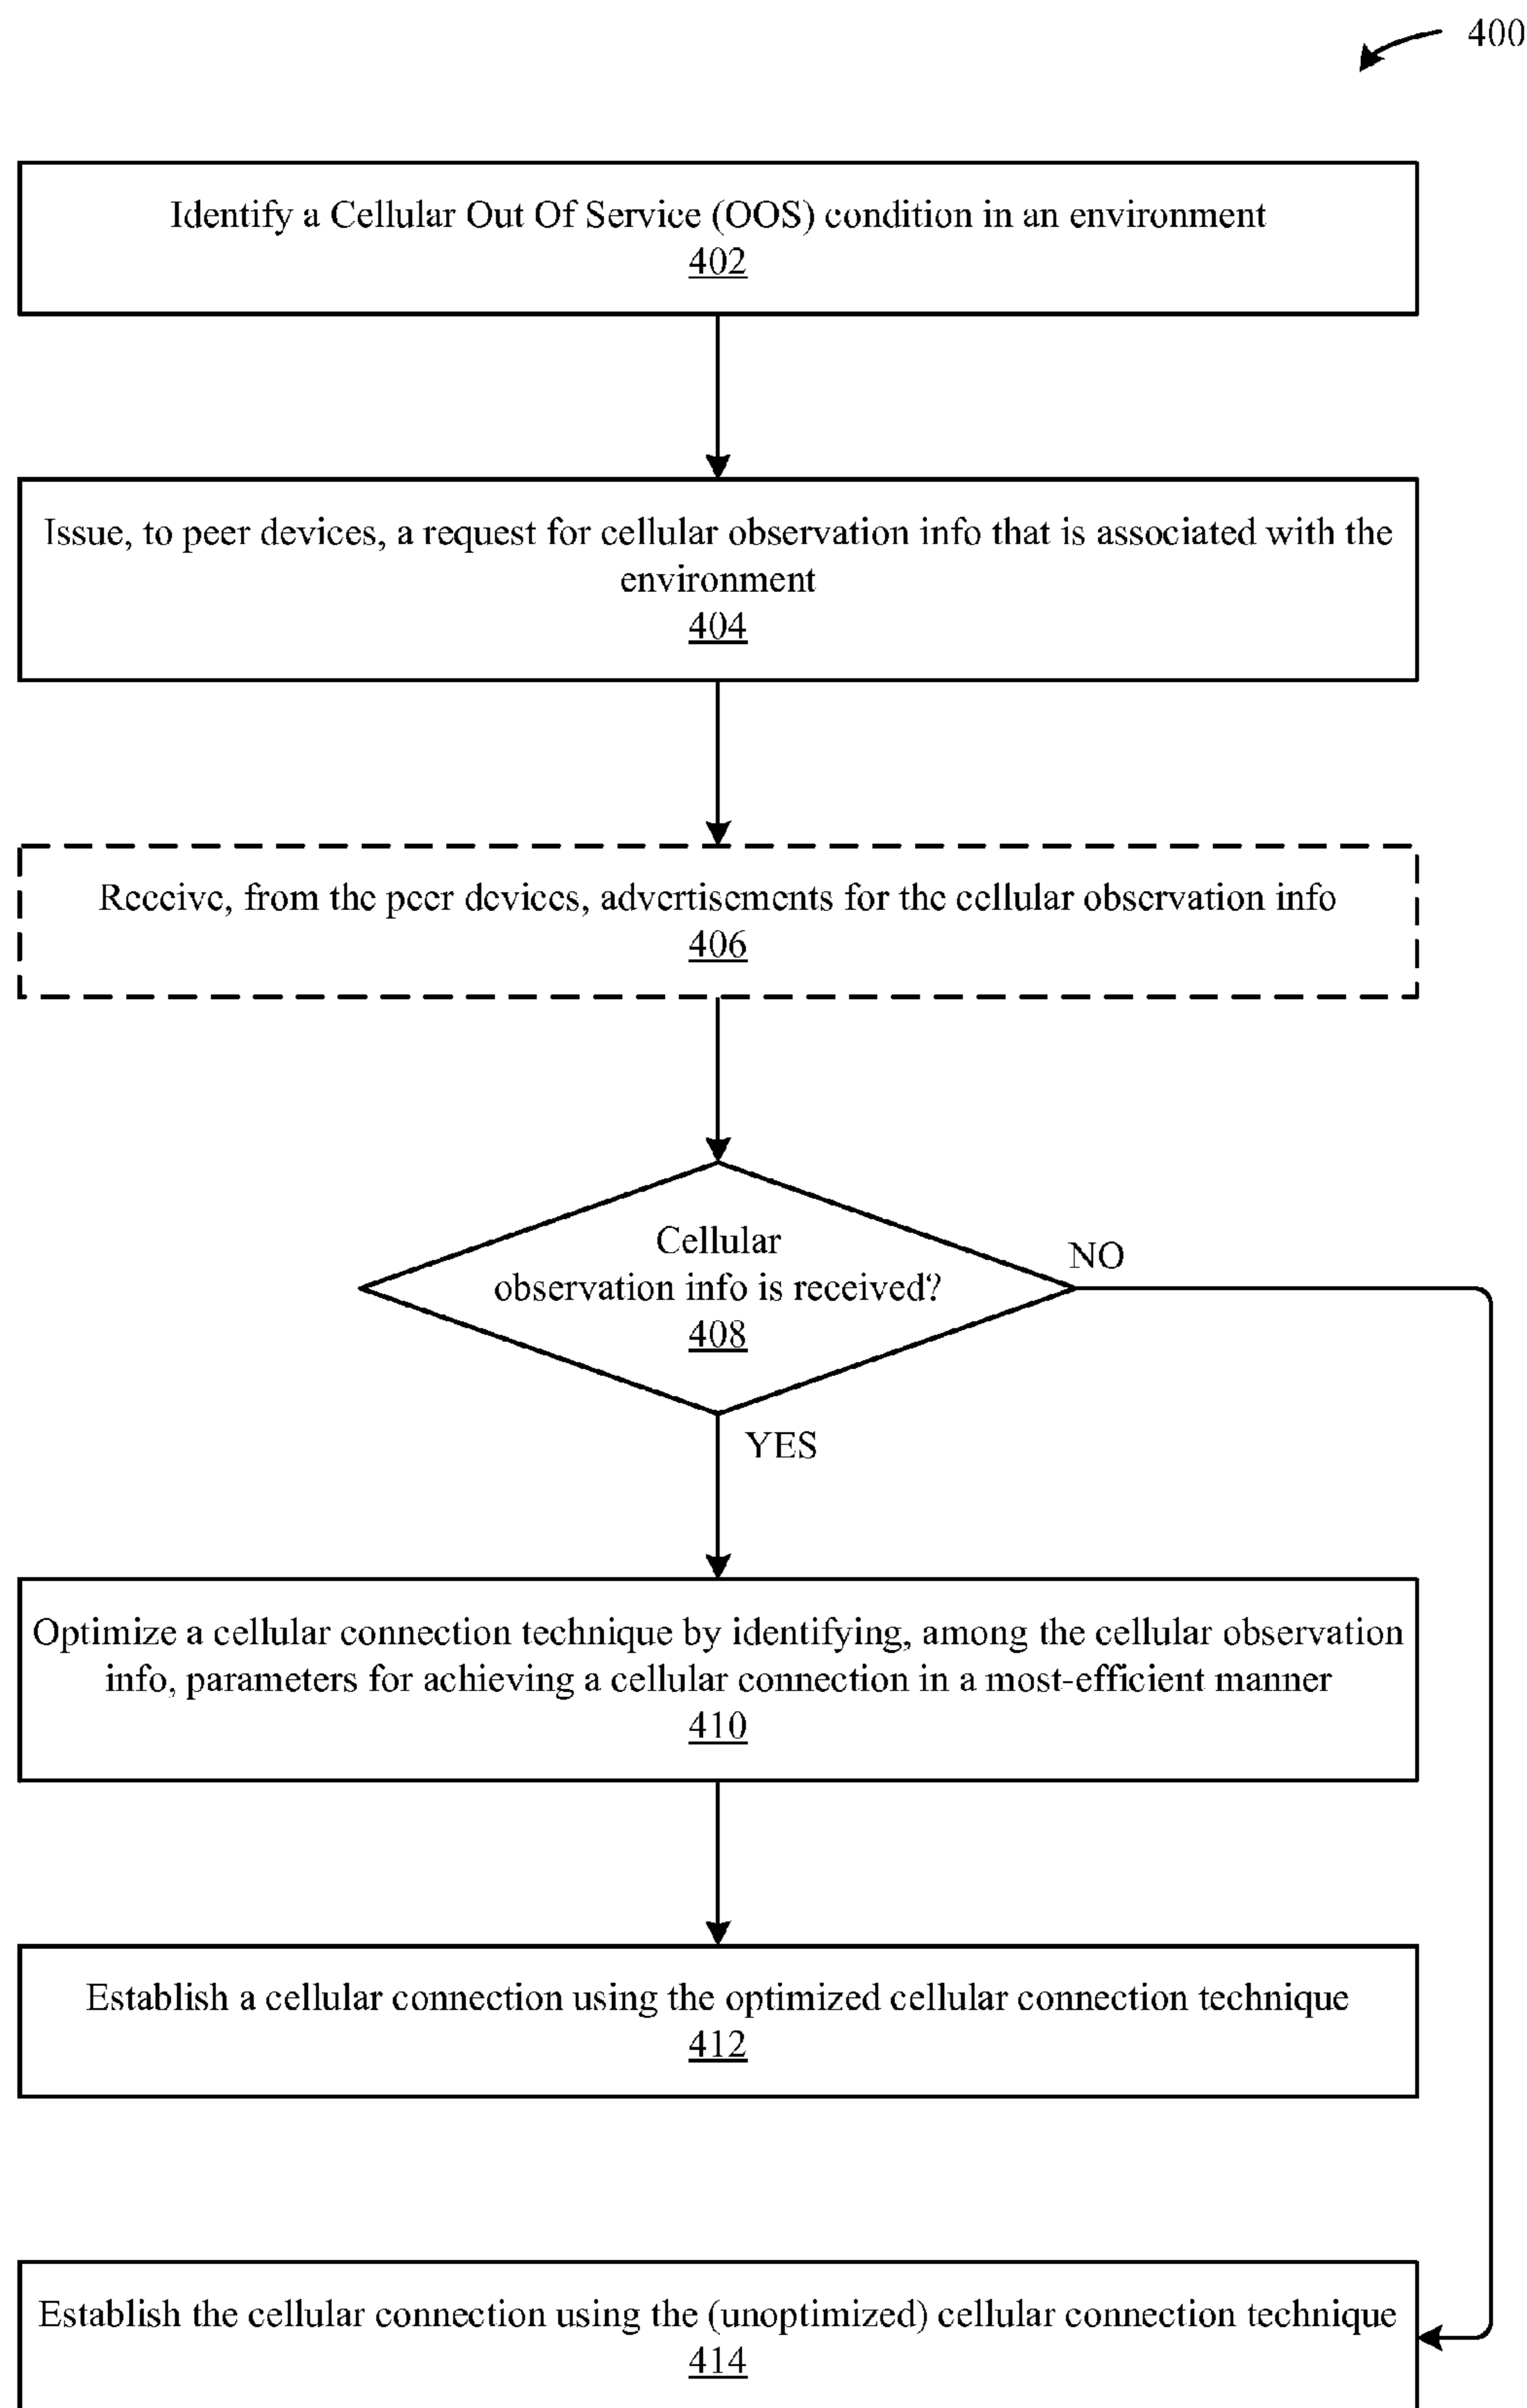 400
Identify a Cellular Out Of Service (OOS) condition in an environment
402
Issue, to peer devices, a request for cellular observation info that is associated with the
environment
404
Receive, from the peer devices, advertisements for the cellular observation info
406
Cellular
observation info is received?
408
NO
YES
Optimize a cellular connection technique by identifying, among the cellular observation
info, parameters for achieving a cellular connection in a most-efficient manner
410
Establish a cellular connection using the optimized cellular connection technique
412
Establish the cellular connection using the (unoptimized) cellular connection technique
414